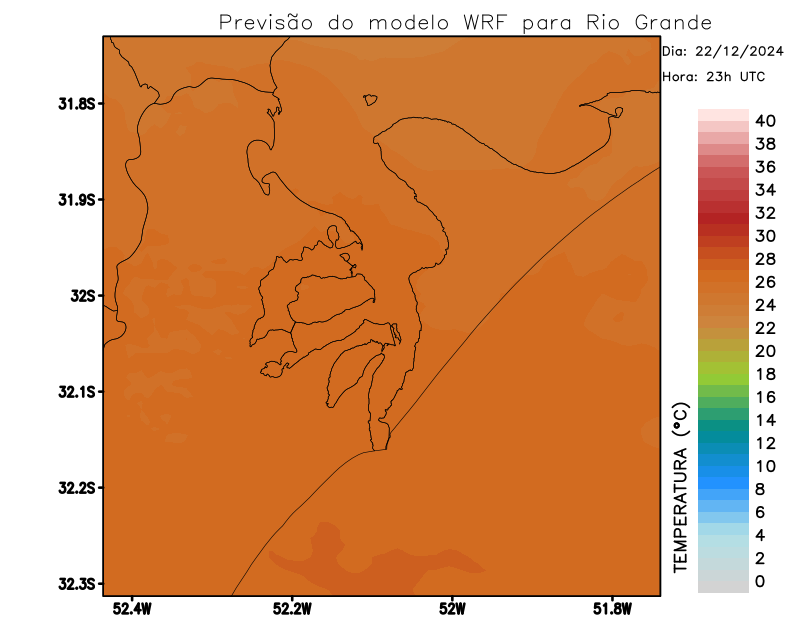 Previsão do modelo WRF para Rio Grande
Dia: 22/12/2024
Hora: 23h UTC
31.8S
31.9S
32S
32.1S
32.2S
32.3S
52.4W
52.2W
52W
51.8W
TEMPERATURA (°C)
40
38
36
34
32
30
28
26
24
22
20
18
16
14
12
10
8
6
4
2
0